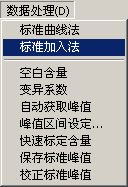 数据处理(D)
标准曲线法
标准加入法
空白含量
变异系数
自动获取峰值
峰值区间设定...
快速标定含量
保存标准峰值
校正标准峰值